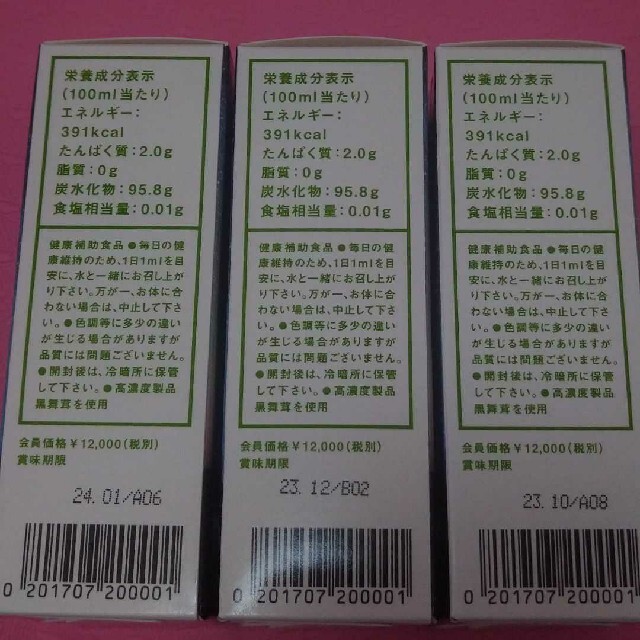 栄養成分表示
(100ml当たり)
エネルギー:
391kcal
たんぱく質:2.0g
脂質:0g
炭水化物:95.8g
食塩相当量:0.01g
健康補助食品 ●毎日の健
康維持のため、1日1mlを目
安に、水と一緒にお召し上が
り下さい。万が一、お体に合
わない場合は、中止して下さ
い。●色調等に多少の違い
が生じる場合がありますが
品質には問題ございません。
●開封後は、冷暗所に保管
して下さい。●高濃度製品
黒舞茸を使用
会員価格¥12,000(税別)
賞味期限
24.01/A06
0 201707 200001
栄養成分表示
(100ml当たり)
エネルギー:
391kcal
たんぱく質:2.0g
脂質:0g
炭水化物:95.8g
食塩相当量:0.01g
健康補助食品 ●毎日の健
康維持のため、1日1mlを目
安に、水と一緒にお召し上が
り下さい。万が一、お体に合
わない場合は、中止して下さ
い。●色調等に多少の違い
が生じる場合がありますが
品質には問題ございません。
●開封後は、冷暗所に保管
して下さい。●高濃度製品
黒舞茸を使用
会員価格¥12,000(税別)
賞味期限
23.12/B02
0 201707 200001
栄養成分表示
(100ml当たり)
エネルギー:
391kcal
たんぱく質:2.0g
脂質:0g
炭水化物:95.8g
食塩相当量:0.01g
健康補助食品 ●毎日の健
康維持のため、1日1mlを目
安に、水と一緒にお召し上が
り下さい。万が一、お体に合
わない場合は、中止して下さ
い。●色調等に多少の違い
が生じる場合がありますが
品質には問題ございません。
●開封後は、冷暗所に保管
して下さい。●高濃度製品
黒舞茸を使用
会員価格¥12,000(税別)
賞味期限
23.10/A08
0 201707 200001